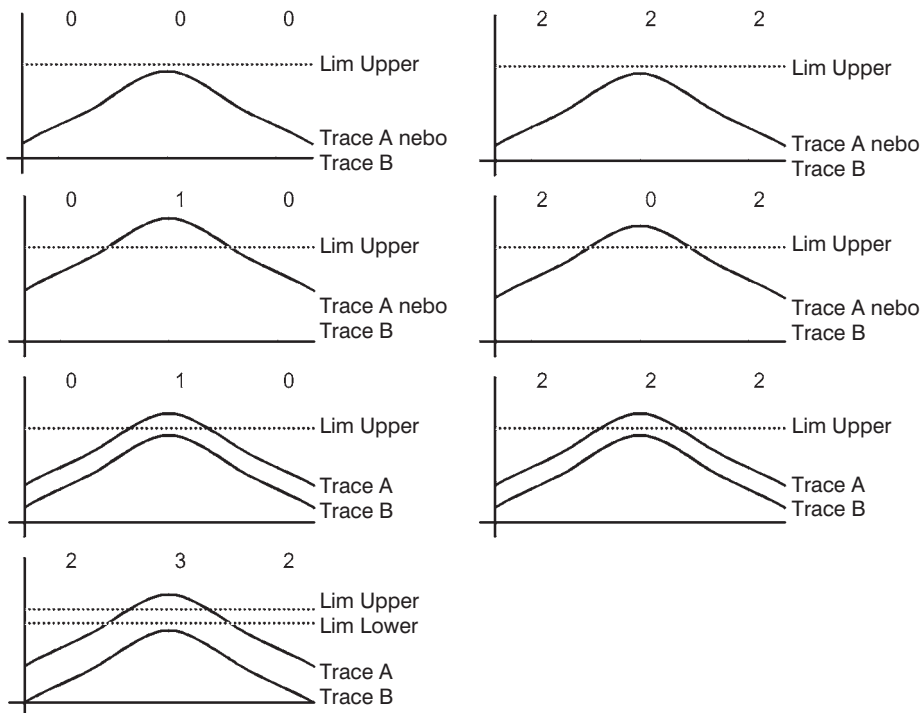 0 0 0
Lim Upper
Trace A nebo
Trace B
2 2 2
Lim Upper
Trace A nebo
Trace B
0 1 0
Lim Upper
Trace A nebo
Trace B
2 0 2
Lim Upper
Trace A nebo
Trace B
0 1 0
Lim Upper
Trace A
Trace B
2 2 2
Lim Upper
Trace A
Trace B
2 3 2
Lim Upper
Lim Lower
Trace A
Trace B